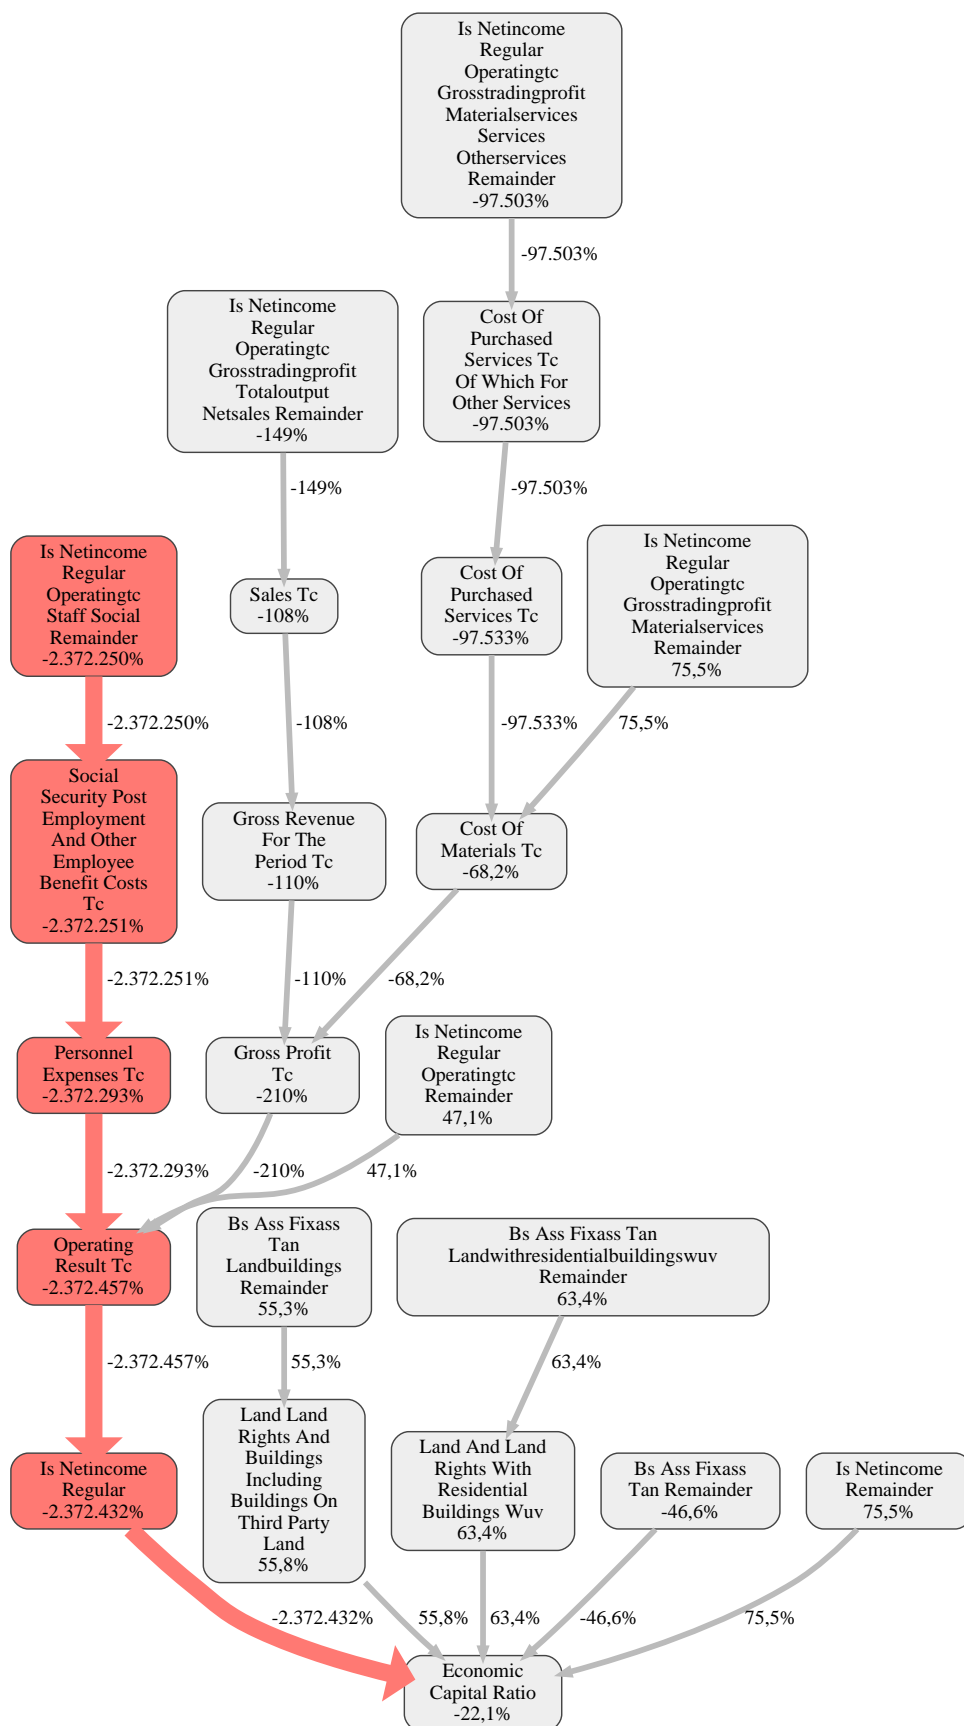 Is Netincome
Regular
Operatingtc
Grosstradingprofit
Materialservices
Services
Otherservices
Remainder
-97.503%
-97.503%
Is Netincome
Regular
Operatingtc
Grosstradingprofit
Totaloutput
Netsales Remainder
-149%
Cost Of
Purchased
Services Tc
Of Which For
Other Services
-97.503%
-149%
-97.503%
Is Netincome
Regular
Operatingtc
Staff Social
Remainder
-2.372.250%
Sales Tc
-108%
Cost Of
Purchased
Services Tc
-97.533%
Is Netincome
Regular
Operatingtc
Grosstradingprofit
Materialservices
Remainder
75,5%
-2.372.250%
-108%
-97.533%
75,5%
Social
Security Post
Employment
And Other
Employee
Benefit Costs
Tc
-2.372.251%
Gross Revenue
For The
Period Tc
-110%
Cost Of
Materials Tc
-68,2%
-2.372.251%
-110%
-68,2%
Personnel
Expenses Tc
-2.372.293%
Gross Profit
Tc
-210%
Is Netincome
Regular
Operatingtc
Remainder
47,1%
-2.372.293%
-210%
47,1%
Operating
Result Tc
-2.372.457%
Bs Ass Fixass
Tan
Landbuildings
Remainder
55,3%
Bs Ass Fixass Tan
Landwithresidentialbuildingswuv
Remainder
63,4%
-2.372.457%
55,3%
63,4%
Is Netincome
Regular
-2.372.432%
Land Land
Rights And
Buildings
Including
Buildings On
Third Party
Land
55,8%
Land And Land
Rights With
Residential
Buildings Wuv
63,4%
Bs Ass Fixass
Tan Remainder
-46,6%
Is Netincome
Remainder
75,5%
-2.372.432%
55,8%
63,4%
-46,6%
75,5%
Economic
Capital Ratio
-22,1%